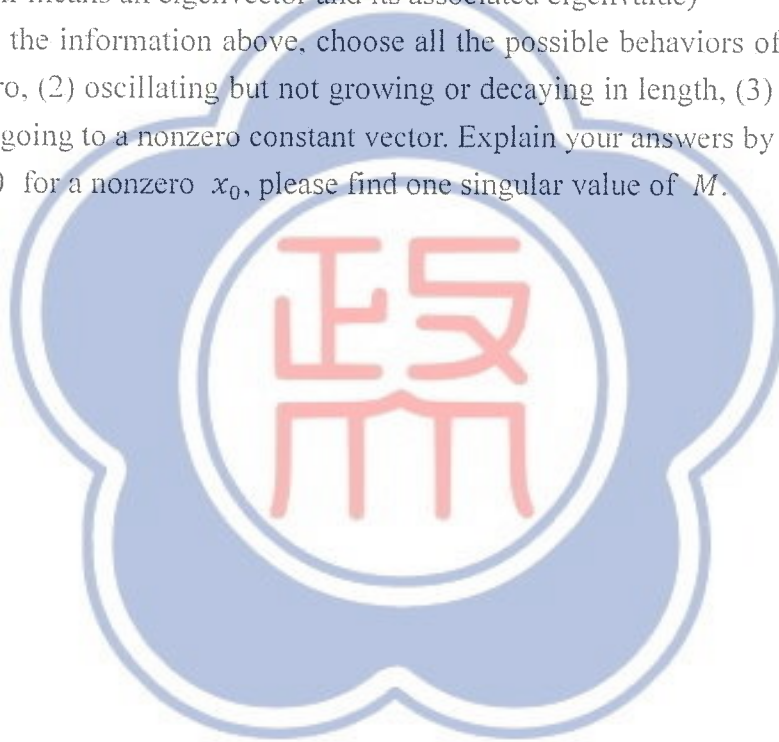 means an eigenvector and its associated eigenvalue)
the information above, choose all the possible behaviors of
ro, (2) oscillating but not growing or decaying in length, (3)
going to a nonzero constant vector. Explain your answers by
) for a nonzero x₀, please find one singular value of M.
政
大